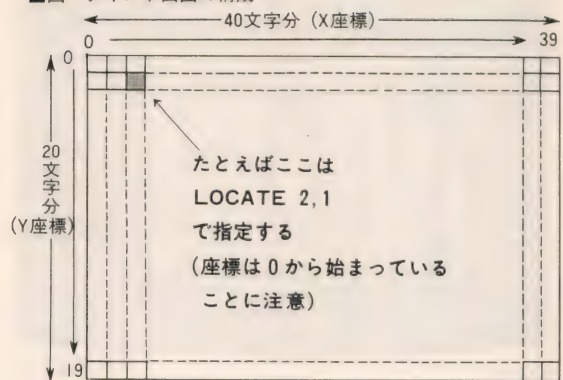 40文字分 (X座標)
0 39
0
20文字分
(Y座標)
たとえばここは
LOCATE 2,1
で指定する
(座標は0から始まっている
ことに注意)
19